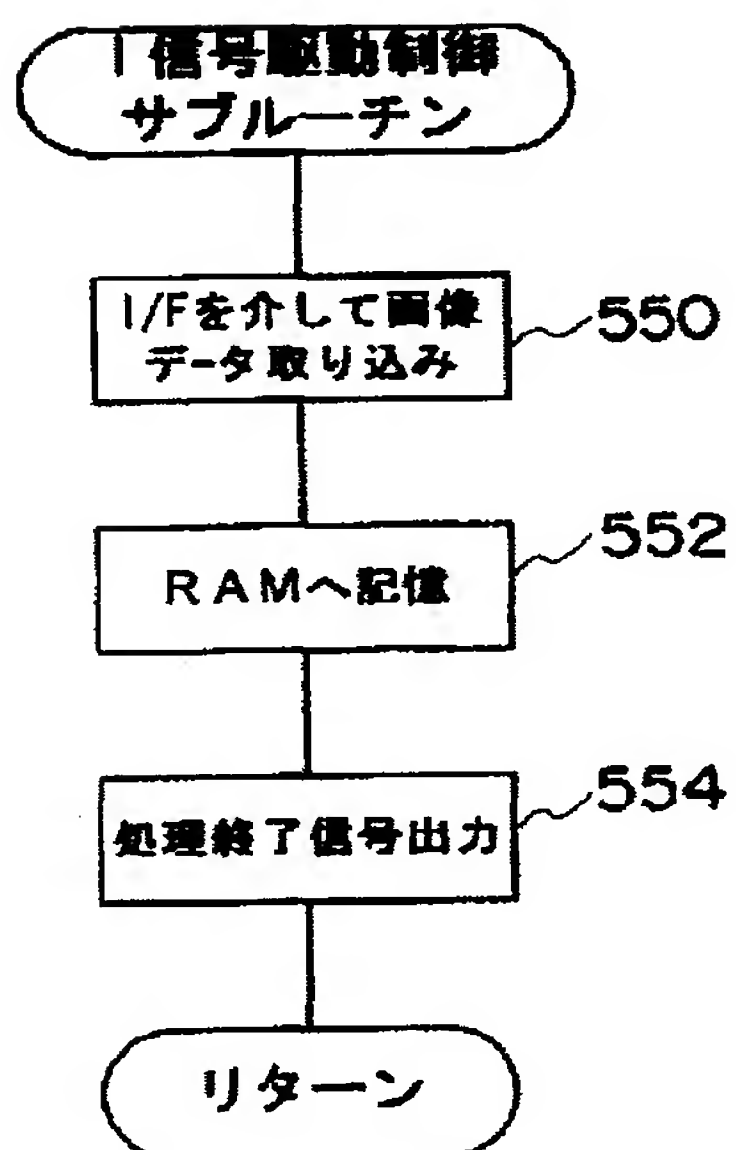 I信号駆動制御
サブルーチン
I/Fを介して画像
データ取り込み
550
RAMへ記憶
552
処理終了信号出力
554
リターン